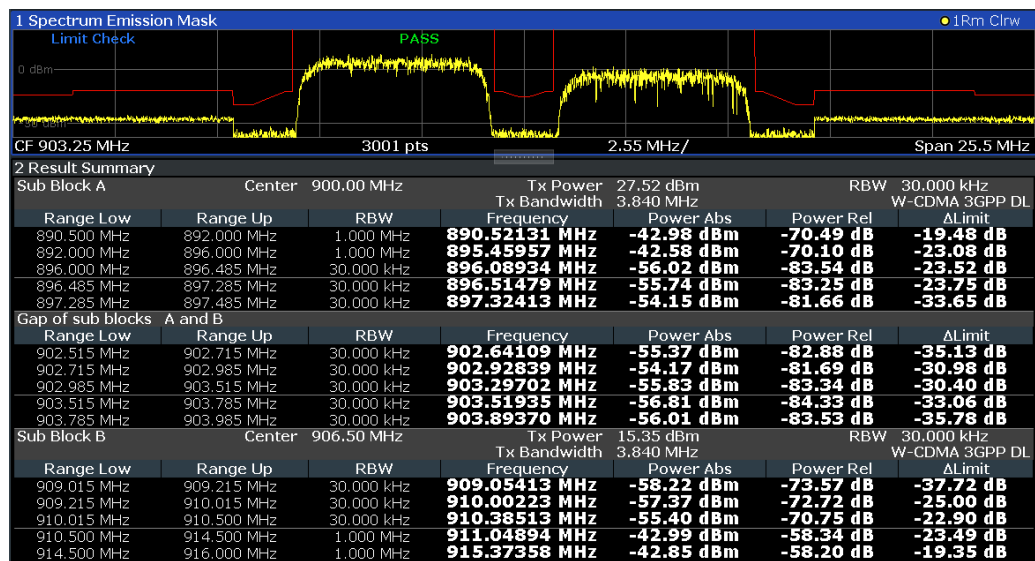 1 Spectrum Emission Mask 1Rm Clrw
Limit Check PASS
0 dBm
CF 903.25 MHz 3001 pts 2.55 MHz/ Span 25.5 MHz
2 Result Summary
Sub Block A Center 900.00 MHz Tx Power 27.52 dBm RBW 30.000 kHz
Tx Bandwidth 3.840 MHz W-CDMA 3GPP DL
Range Low Range Up RBW Frequency Power Abs Power Rel ΔLimit
890.500 MHz 892.000 MHz 1.000 MHz 890.52131 MHz -42.98 dBm -70.49 dB -19.48 dB
892.000 MHz 896.000 MHz 1.000 MHz 895.45957 MHz -42.58 dBm -70.10 dB -23.08 dB
896.000 MHz 896.485 MHz 30.000 kHz 896.08934 MHz -56.02 dBm -83.54 dB -23.52 dB
896.485 MHz 897.285 MHz 30.000 kHz 896.51479 MHz -55.74 dBm -83.25 dB -23.75 dB
897.285 MHz 897.485 MHz 30.000 kHz 897.32413 MHz -54.15 dBm -81.66 dB -33.65 dB
Gap of sub blocks A and B
Range Low Range Up RBW Frequency Power Abs Power Rel ΔLimit
902.515 MHz 902.715 MHz 30.000 kHz 902.64109 MHz -55.37 dBm -82.88 dB -35.13 dB
902.715 MHz 902.985 MHz 30.000 kHz 902.92839 MHz -54.17 dBm -81.69 dB -30.98 dB
902.985 MHz 903.515 MHz 30.000 kHz 903.29702 MHz -55.83 dBm -83.34 dB -30.40 dB
903.515 MHz 903.785 MHz 30.000 kHz 903.51935 MHz -56.81 dBm -84.33 dB -33.06 dB
903.785 MHz 903.985 MHz 30.000 kHz 903.89370 MHz -56.01 dBm -83.53 dB -35.78 dB
Sub Block B Center 906.50 MHz Tx Power 15.35 dBm RBW 30.000 kHz
Tx Bandwidth 3.840 MHz W-CDMA 3GPP DL
Range Low Range Up RBW Frequency Power Abs Power Rel ΔLimit
909.015 MHz 909.215 MHz 30.000 kHz 909.05413 MHz -58.22 dBm -73.57 dB -37.72 dB
909.215 MHz 910.015 MHz 30.000 kHz 910.00223 MHz -57.37 dBm -72.72 dB -25.00 dB
910.015 MHz 910.500 MHz 30.000 kHz 910.38513 MHz -55.40 dBm -70.75 dB -22.90 dB
910.500 MHz 914.500 MHz 1.000 MHz 911.04894 MHz -42.99 dBm -58.34 dB -23.49 dB
914.500 MHz 916.000 MHz 1.000 MHz 915.37358 MHz -42.85 dBm -58.20 dB -19.35 dB